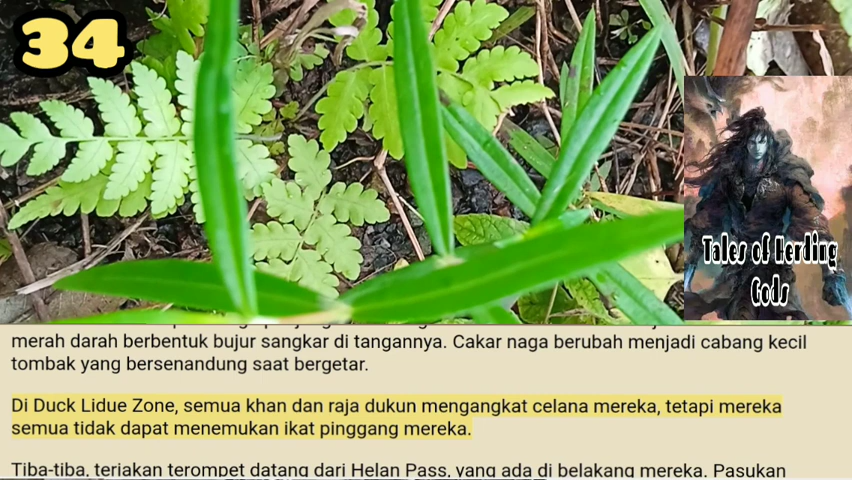 34
Tales of Herding
Gods
merah darah berbentuk bujur sangkar di tangannya. Cakar naga berubah menjadi cabang kecil
tombak yang bersenandung saat bergetar.
Di Duck Lidue Zone, semua khan dan raja dukun mengangkat celana mereka, tetapi mereka
semua tidak dapat menemukan ikat pinggang mereka.
Tiba-tiba, teriakan terompet datang dari Helan Pass, yang ada di belakang mereka. Pasukan